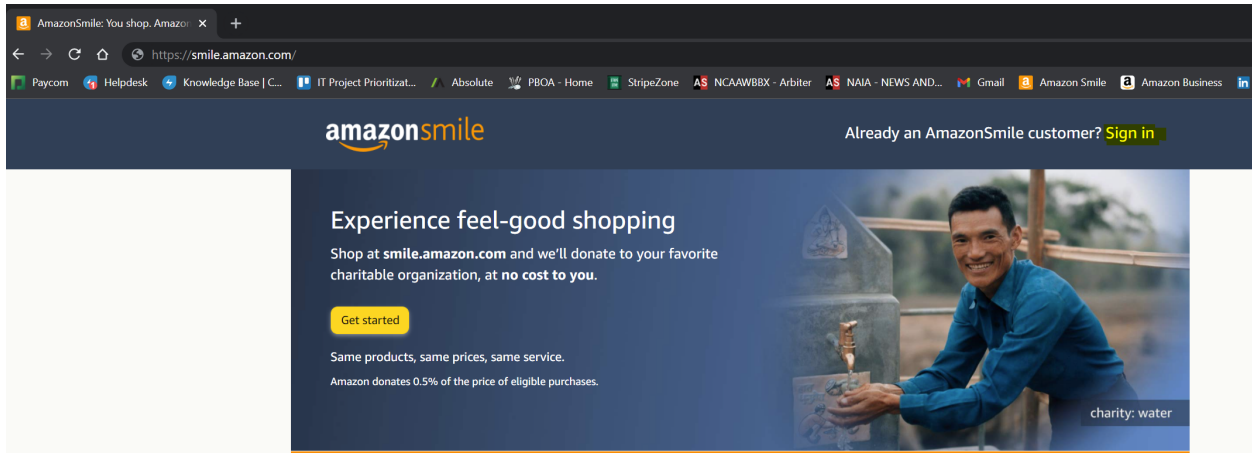 AmazonSmile: You shop. Amazon
https://smile.amazon.com/
Paycom Helpdesk Knowledge Base | C... IT Project Prioritizat... Absolute PBOA - Home StripeZone NCAAWBBX - Arbiter NAIA - NEWS AND... Gmail Amazon Smile Amazon Business in
amazonsmile
Already an AmazonSmile customer? Sign in
Experience feel-good shopping
Shop at smile.amazon.com and we'll donate to your favorite
charitable organization, at no cost to you.
Get started
Same products, same prices, same service.
Amazon donates 0.5% of the price of eligible purchases.
charity: water